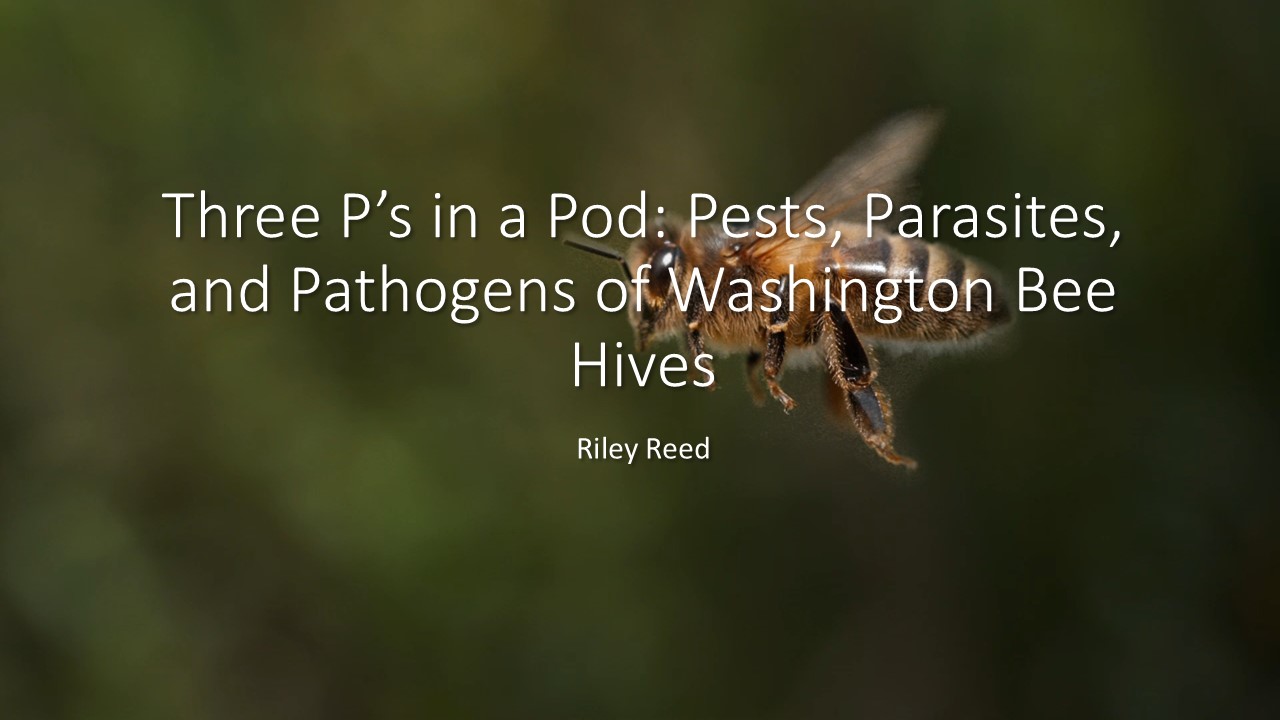 Three P’s in a Pod: Pests, Parasites,
and Pathogens of Washington Bee
Hives
Riley Reed